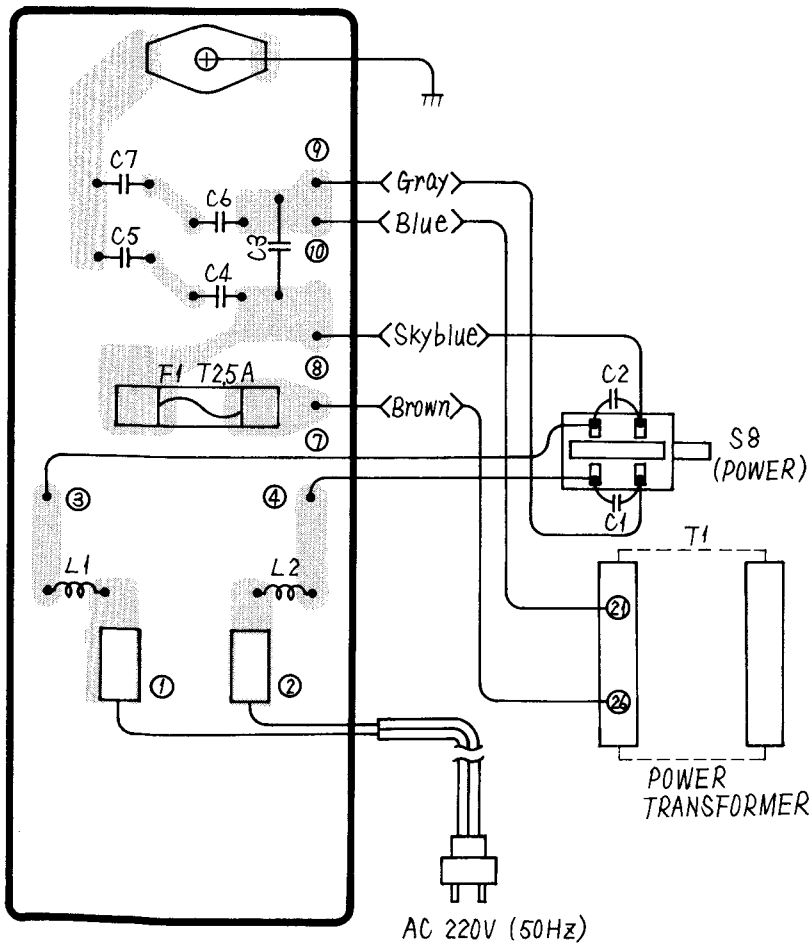 C7
⑨
Gray
C6
Blue
C5
C3
⑩
C4
Skyblue
⑧
F1 T2,5A
Brown
C2
⑦
S8
(POWER)
③
④
C1
T1
L1
L2
㉑
①
②
㉖
POWER
TRANSFORMER
AC 220V (50Hz)